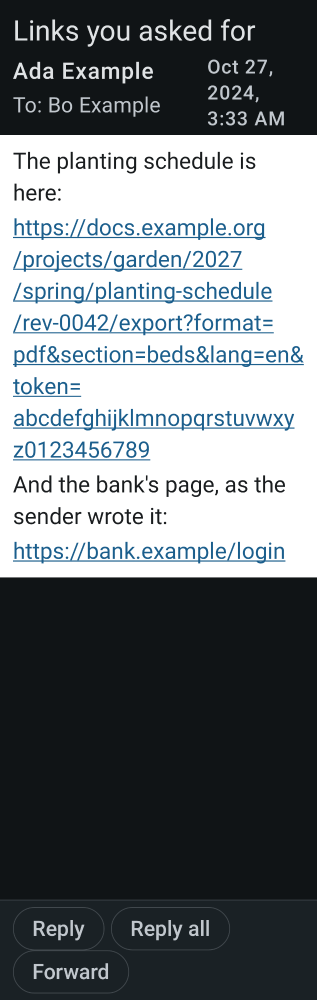 Links you asked for
Ada Example
Oct 27,
2024,
3:33 AM
To: Bo Example
The planting schedule is
here:
https://docs.example.org
/projects/garden/2027
/spring/planting-schedule
/rev-0042/export?format=
pdf&section=beds&lang=en&
token=
abcdefghijklmnopqrstuvwxy
z0123456789
And the bank's page, as the
sender wrote it:
https://bank.example/login
Reply
Reply all
Forward